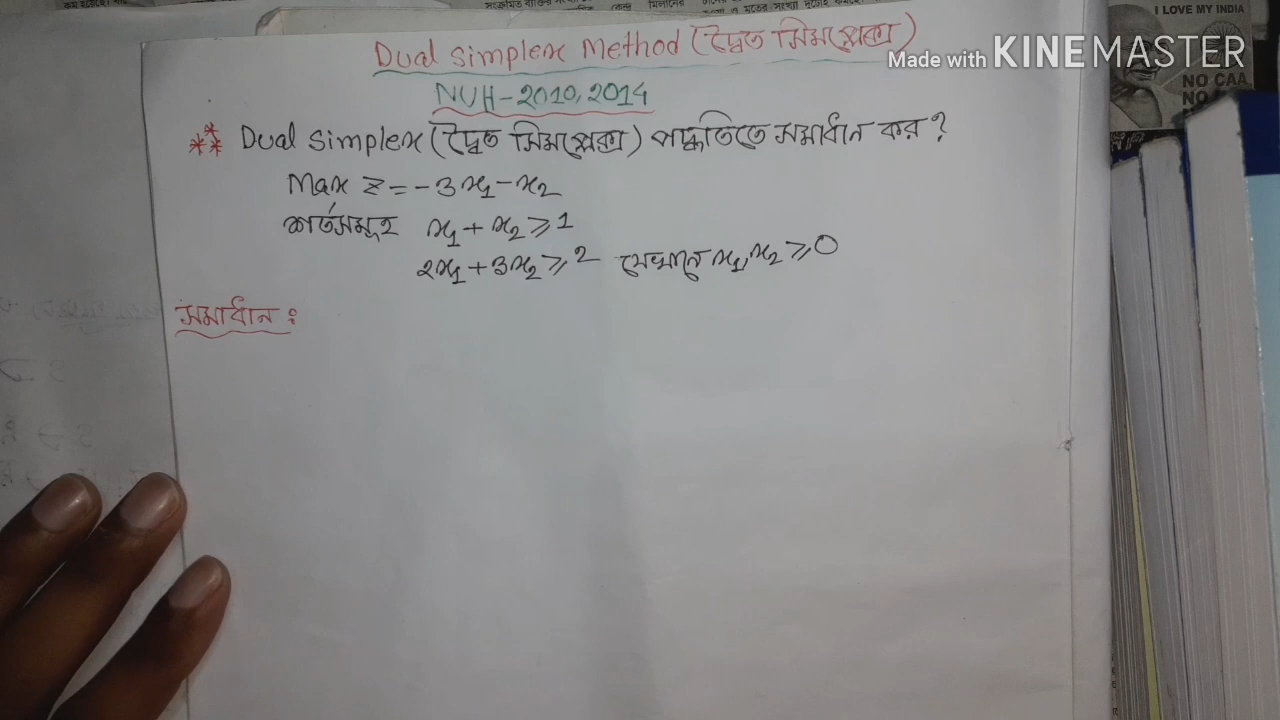 Dual Simplex Method (দ্বৈত সিমপ্লেক্স)
Made with KINEMASTER
I LOVE MY INDIA
NO CAA
NUH-2010, 2014
Dual Simplex (দ্বৈত সিমপ্লেক্স) পদ্ধতিতে সমাধান কর?
Max Z = -3x₁ - x₂
শর্তসমূহ x₁ + x₂ ≥ 1
2x₁ + 3x₂ ≥ 2 যেখানে x₁, x₂ ≥ 0
সমাধান :